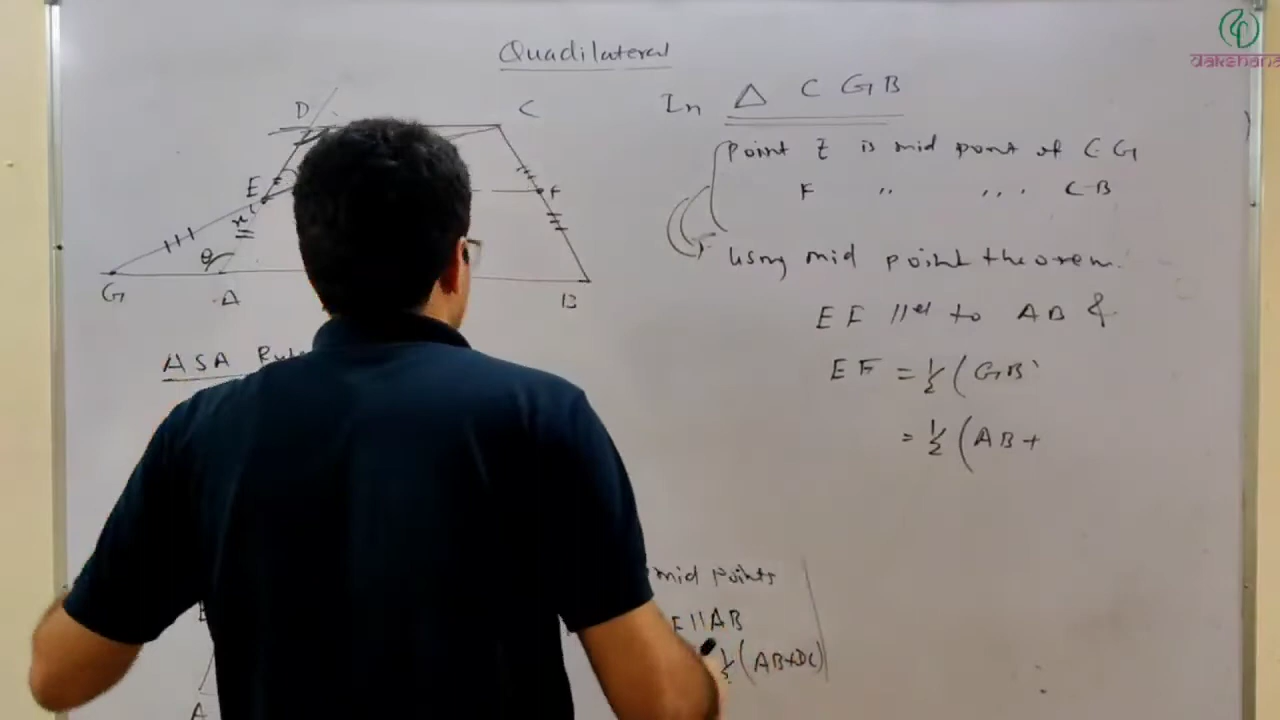 Quadilateral
dakshana
In △ CGB
Point E is mid point of CG
F " " " CB
Using mid point theorem.
EF ||el to AB &
EF = 1/2 (GB)
= 1/2 (AB +
D
C
E
F
x
θ
G
A
B
ASA
mid points
F || AB
1/2 (AB+DC)
A